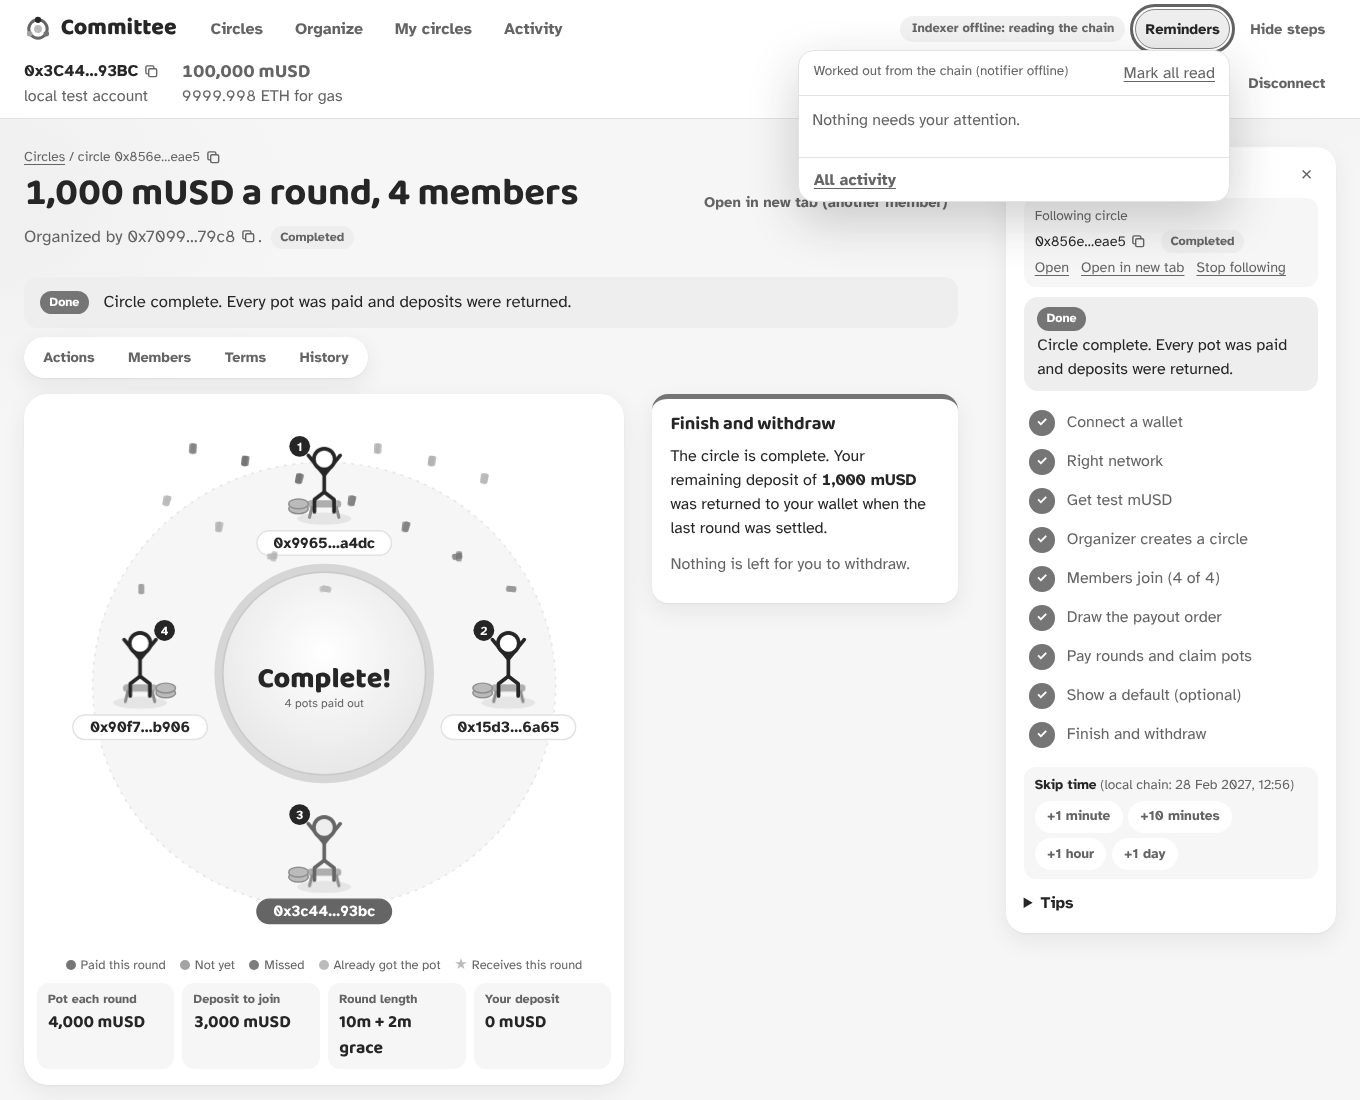 Committee
Circles
Organize
My circles
Activity
Indexer offline: reading the chain
Reminders
Hide steps
0x3C44...93BC
100,000 mUSD
local test account
9999.998 ETH for gas
Disconnect
Worked out from the chain (notifier offline)
Mark all read
Nothing needs your attention.
All activity
Circles / circle 0x856e...eae5
1,000 mUSD a round, 4 members
Open in new tab (another member)
Organized by 0x7099...79c8 . Completed
Done Circle complete. Every pot was paid and deposits were returned.
Actions
Members
Terms
History
1
0x9965...a4dc
4
0x90f7...b906
2
0x15d3...6a65
Complete!
4 pots paid out
3
0x3c44...93bc
Paid this round
Not yet
Missed
Already got the pot
Receives this round
Pot each round
4,000 mUSD
Deposit to join
3,000 mUSD
Round length
10m + 2m
grace
Your deposit
0 mUSD
Finish and withdraw
The circle is complete. Your
remaining deposit of 1,000 mUSD
was returned to your wallet when the
last round was settled.
Nothing is left for you to withdraw.
Following circle
0x856e...eae5 Completed
Open
Open in new tab
Stop following
Done
Circle complete. Every pot was paid
and deposits were returned.
Connect a wallet
Right network
Get test mUSD
Organizer creates a circle
Members join (4 of 4)
Draw the payout order
Pay rounds and claim pots
Show a default (optional)
Finish and withdraw
Skip time (local chain: 28 Feb 2027, 12:56)
+1 minute
+10 minutes
+1 hour
+1 day
Tips